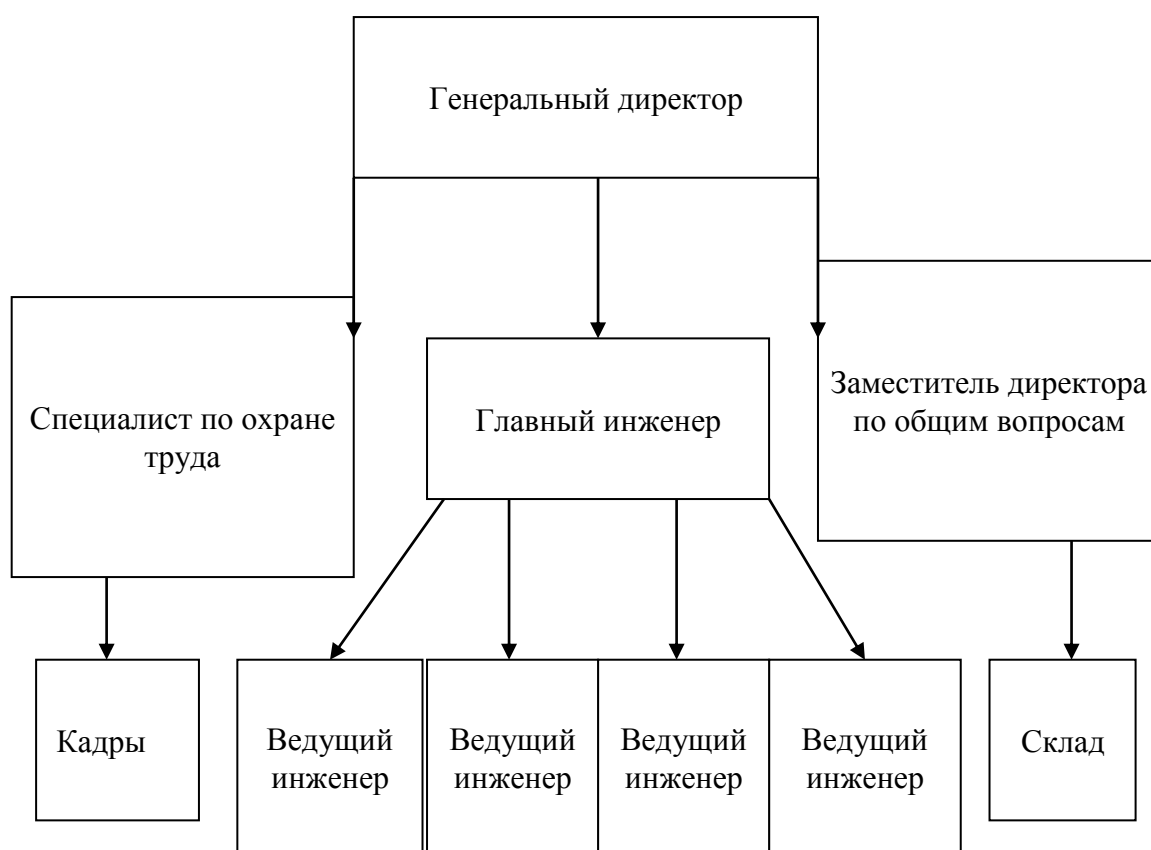 Генеральный директор
Специалист по охране
труда
Главный инженер
Заместитель директора
по общим вопросам
Кадры
Ведущий
инженер
Ведущий
инженер
Ведущий
инженер
Ведущий
инженер
Склад